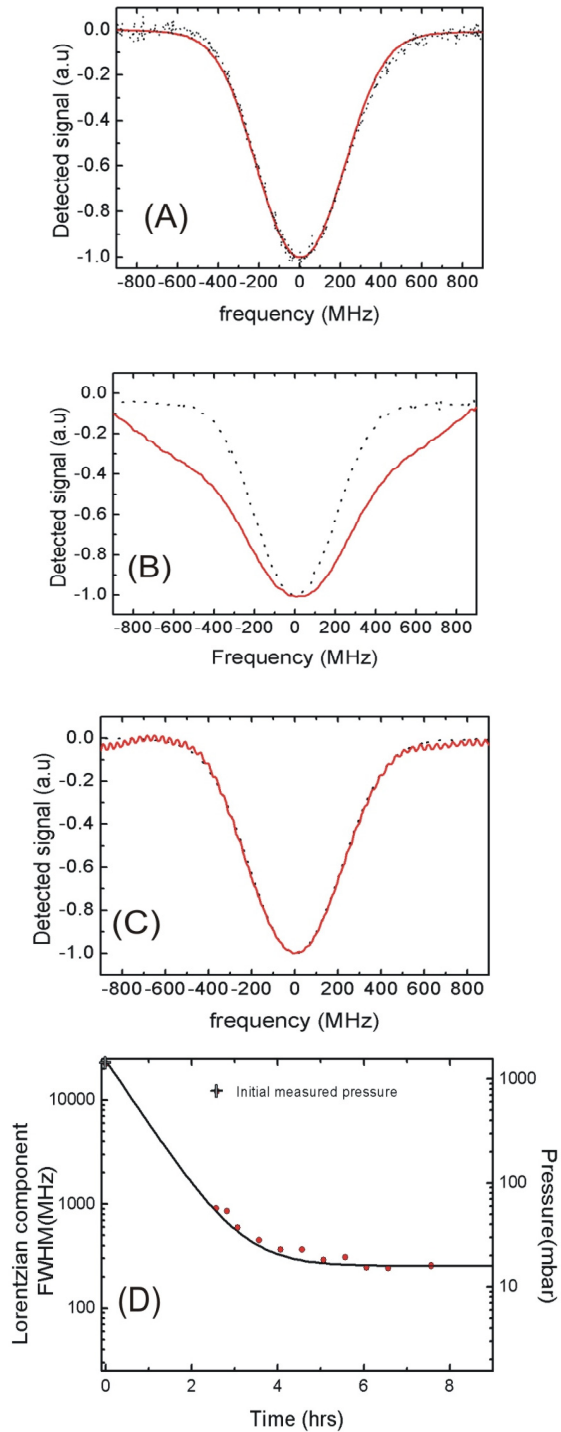 0.0
-0.2
-0.4
-0.6
-0.8
-1.0
Detected signal (a.u)
(A)
-800 -600 -400 -200 0 200 400 600 800
frequency (MHz)
0.0
-0.2
-0.4
-0.6
-0.8
-1.0
Detected signal (a.u)
(B)
-800 -600 -400 -200 0 200 400 600 800
Frequency (MHz)
0.0
-0.2
-0.4
-0.6
-0.8
-1.0
Detected signal (a.u)
(C)
-800 -600 -400 -200 0 200 400 600 800
frequency (MHz)
Initial measured pressure
10000
1000
100
Lorentzian component
FWHM(MHz)
1000
100
10
Pressure(mbar)
(D)
0 2 4 6 8
Time (hrs)